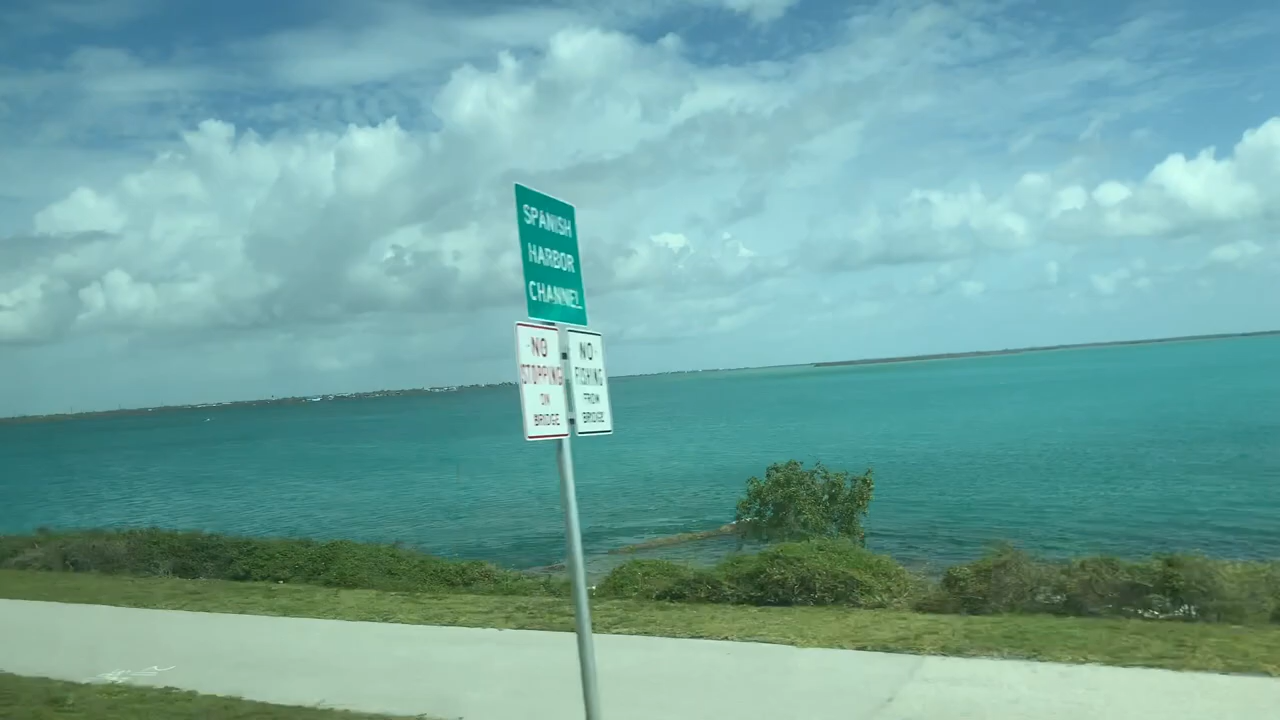 SPANISH
HARBOR
CHANNEL
NO
STOPPING
ON
BRIDGE
NO
FISHING
FROM
BRIDGE